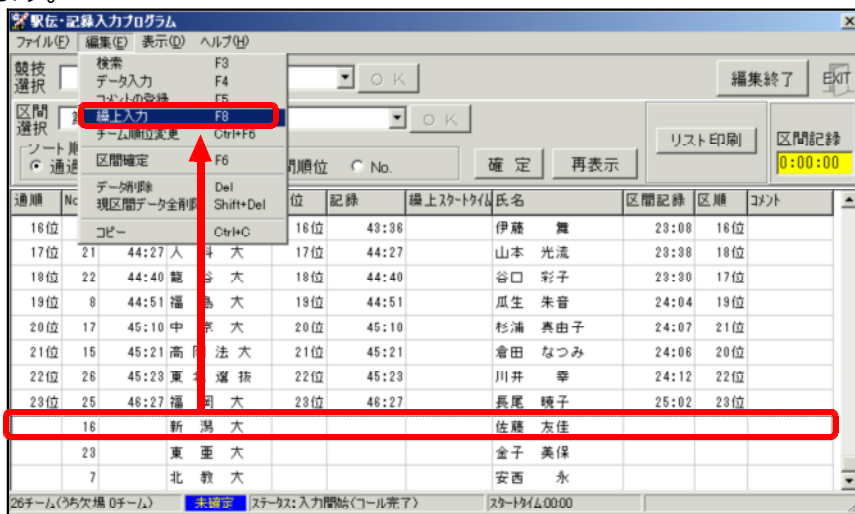 す。
駅伝・記録入力プログラム
ファイル(F) 編集(E) 表示(D) ヘルプ(H)
検索 F3
データ入力 F4
コメントの登録 F5
繰上入力 F8
チーム順位変更 Ctrl+F6
区間確定 F6
データ削除 Del
現区間データ全削除 Shift+Del
コピー Ctrl+C
競技
選択
OK
編集終了 EXIT
区間
選択
OK
リスト印刷
区間記録
0:00:00
ソート順
通過
間順位 No.
確 定 再表示
通順 No 位 記録 繰上スタートタイム 氏名 区間記録 区順 コメント
16位 16位 43:36 伊藤 舞 23:08 16位
17位 21 44:27 人 科 大 17位 44:27 山本 光流 23:38 18位
18位 22 44:40 龍 谷 大 18位 44:40 谷口 彩子 23:30 17位
19位 8 44:51 福 島 大 19位 44:51 瓜生 朱音 24:04 19位
20位 17 45:10 中 京 大 20位 45:10 杉浦 真由子 24:07 21位
21位 15 45:21 高 岡 法 大 21位 45:21 倉田 なつみ 24:06 20位
22位 26 45:23 東 北 選 抜 22位 45:23 川井 幸 24:12 22位
23位 25 46:27 福 岡 大 23位 46:27 長尾 暁子 25:02 23位
16 新 潟 大 佐藤 友佳
23 東 亜 大 金子 美保
7 北 教 大 安西 永
26チーム(うち欠場 0チーム) 未確定 ステータス:入力開始(コール完了) スタートタイム:00:00